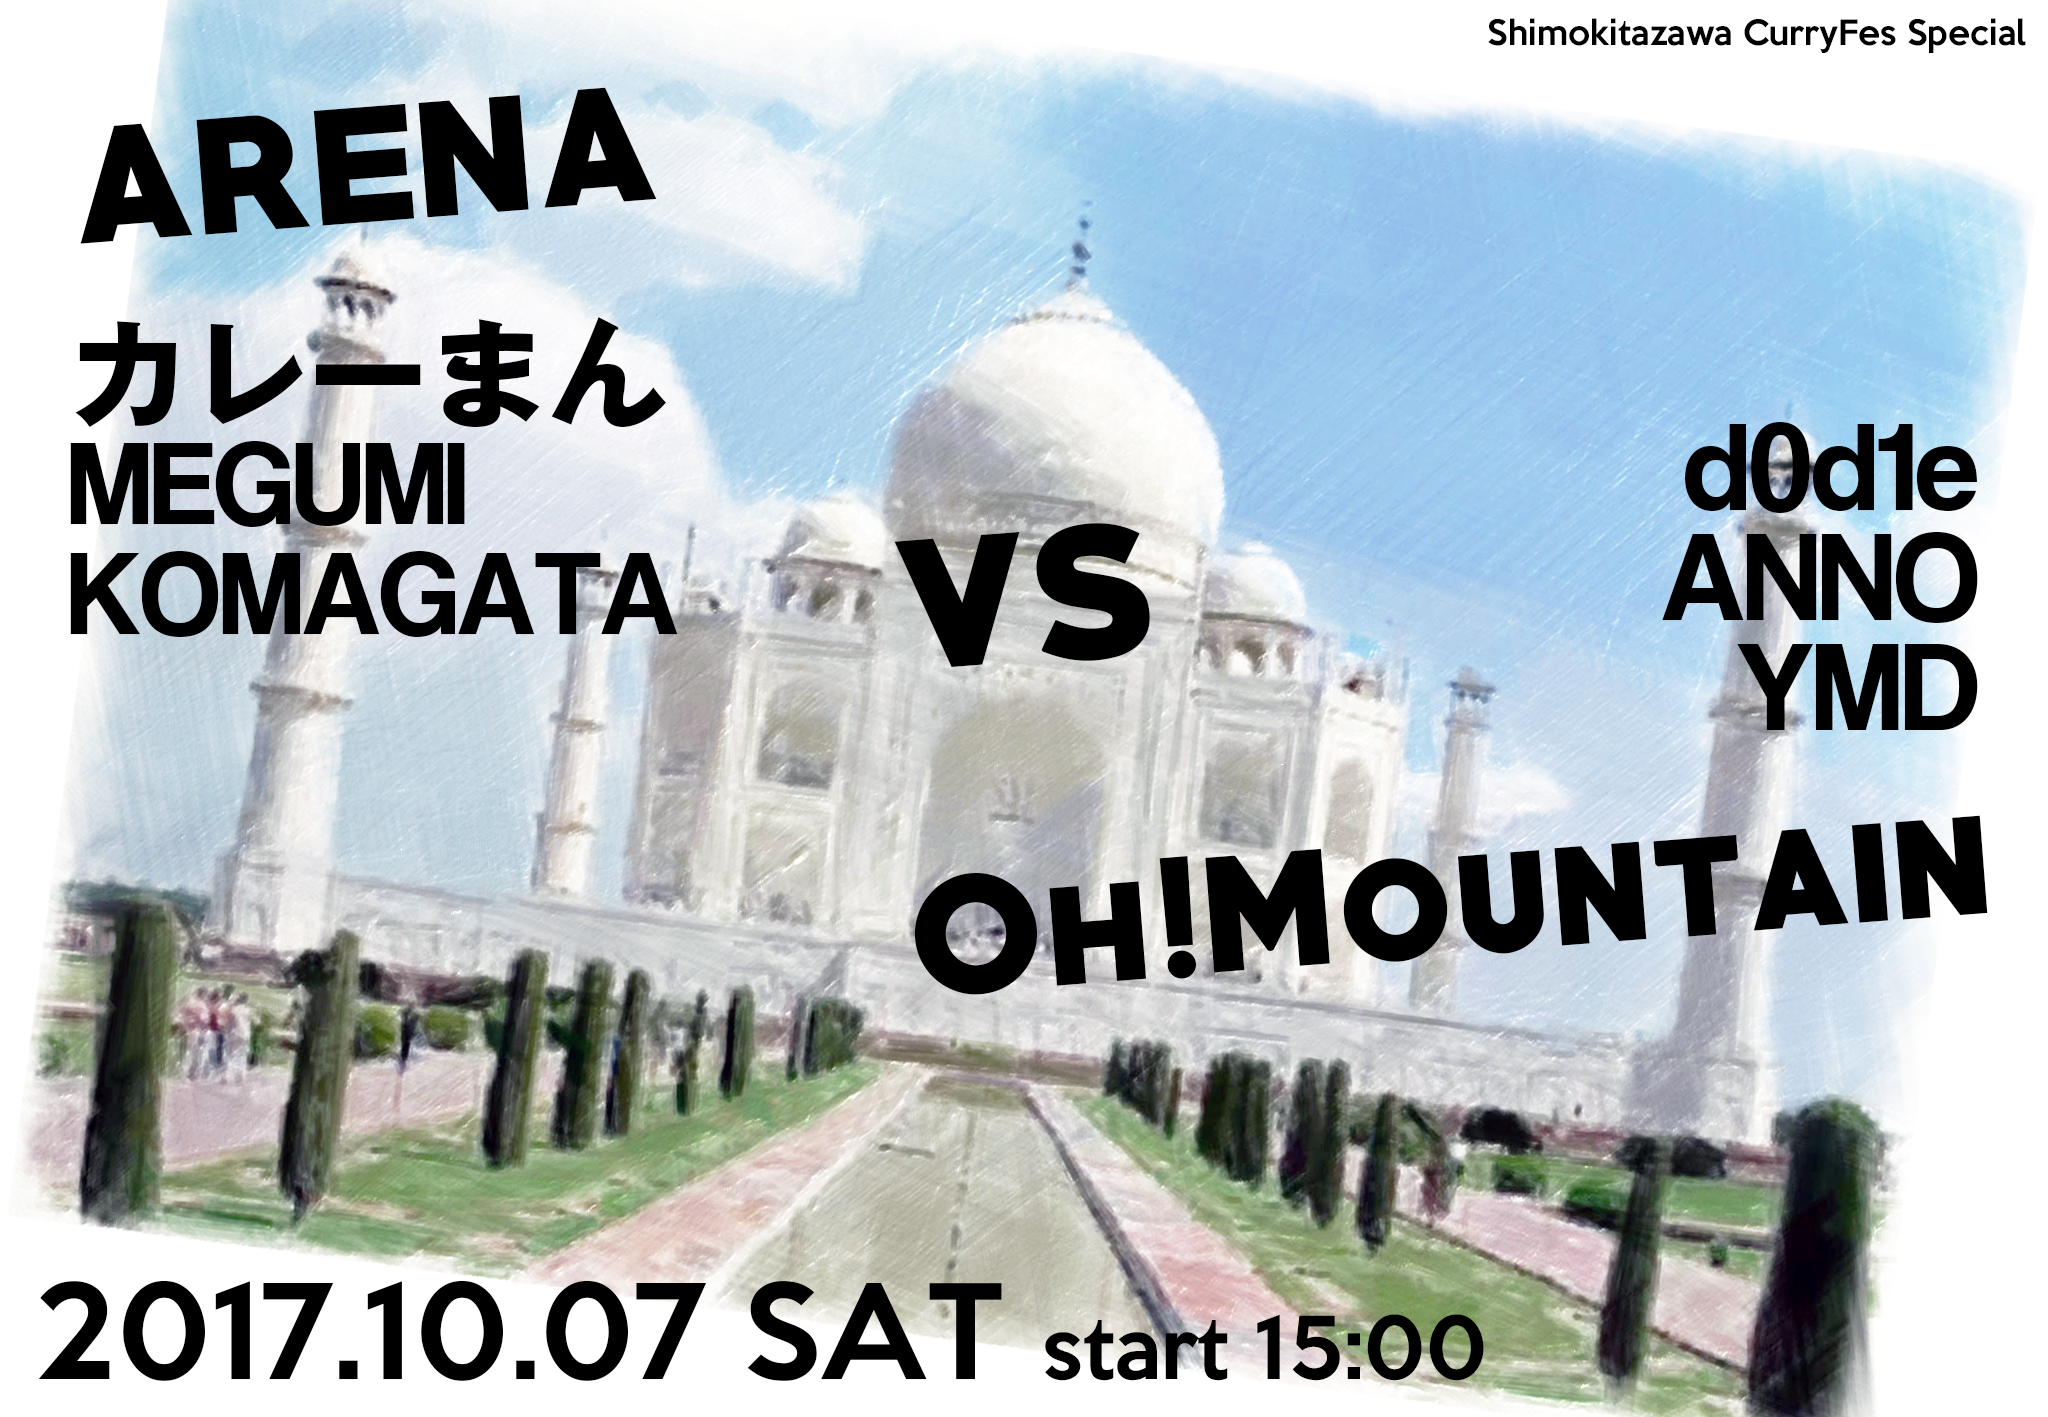 Shimokitazawa CurryFes Special
ARENA
カレーまん
MEGUMI
KOMAGATA
vs
d0d1e
ANNO
YMD
OH!MOUNTAIN
2017.10.07 SAT start 15:00